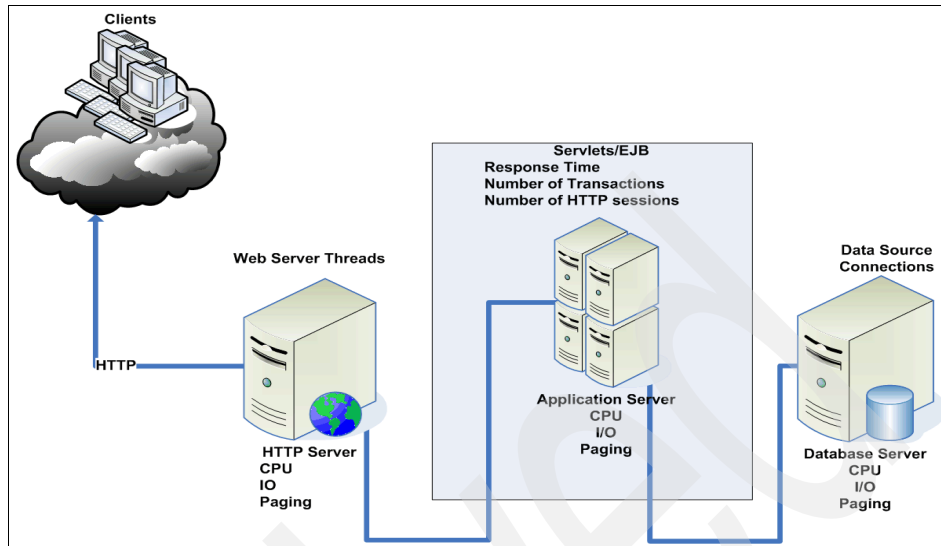 Clients
Servlets/EJB
Response Time
Number of Transactions
Number of HTTP sessions
Web Server Threads
Data Source
Connections
HTTP
HTTP Server
CPU
IO
Paging
Application Server
CPU
I/O
Paging
Database Server
CPU
I/O
Paging